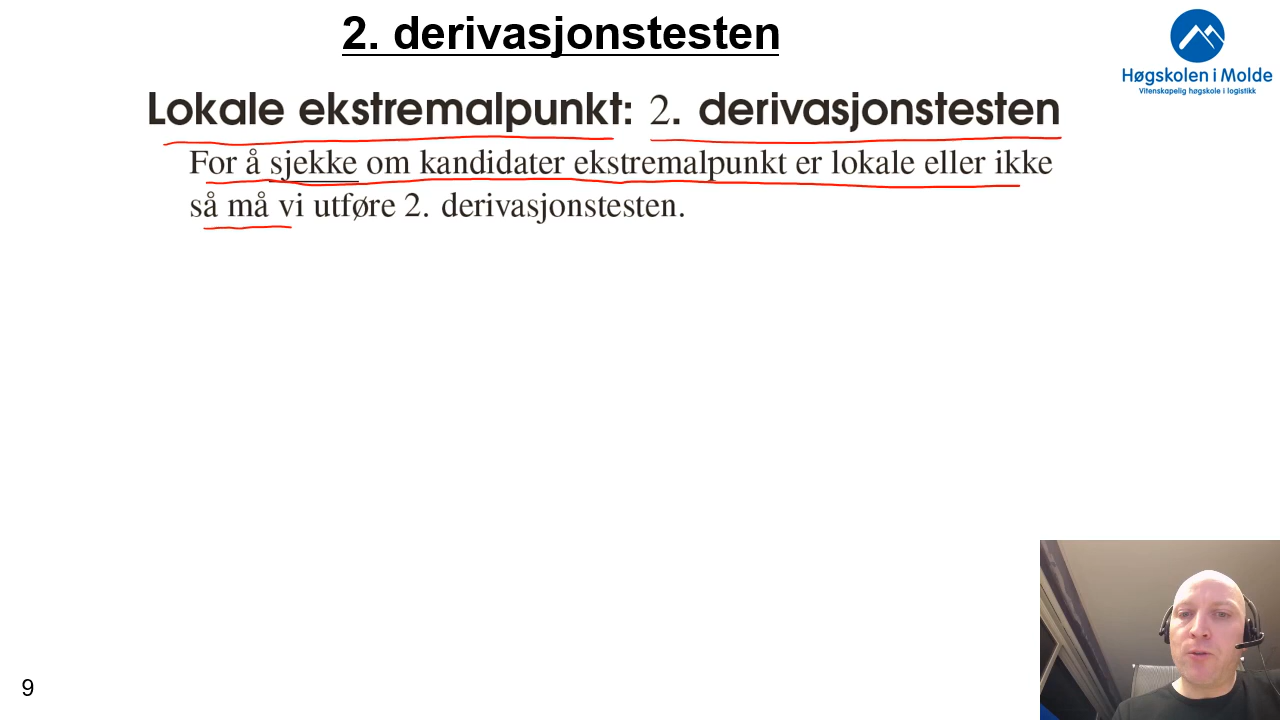 2. derivasjonstesten
Høgskolen i Molde
Vitenskapelig høgskole i logistikk
Lokale ekstremalpunkt: 2. derivasjonstesten
For å sjekke om kandidater ekstremalpunkt er lokale eller ikke
så må vi utføre 2. derivasjonstesten.
9